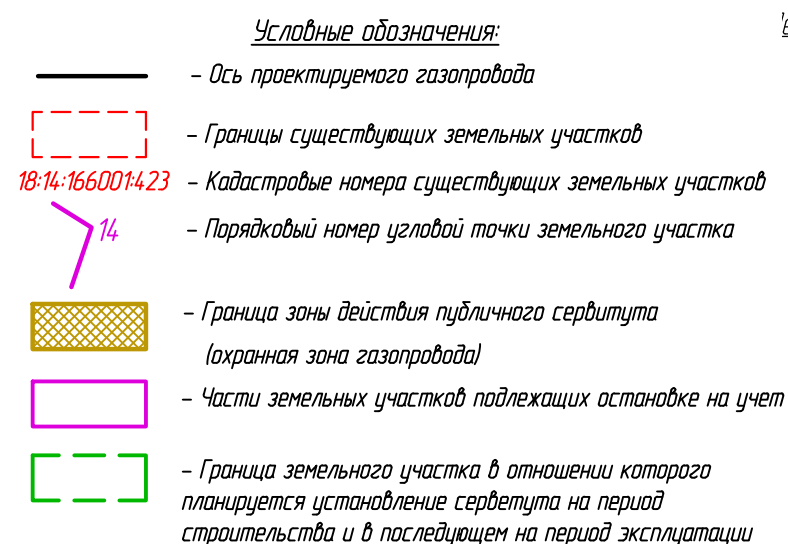 Условные обозначения:
– Ось проектируемого газопровода
– Границы существующих земельных участков
18:14:166001:423 – Кадастровые номера существующих земельных участков
14 – Порядковый номер угловой точки земельного участка
– Граница зоны действия публичного сервитута
(охранная зона газопровода)
– Части земельных участков подлежащих остановке на учет
– Граница земельного участка в отношении которого
планируется установление серветута на период
строительства и в последующем на период эксплуатации